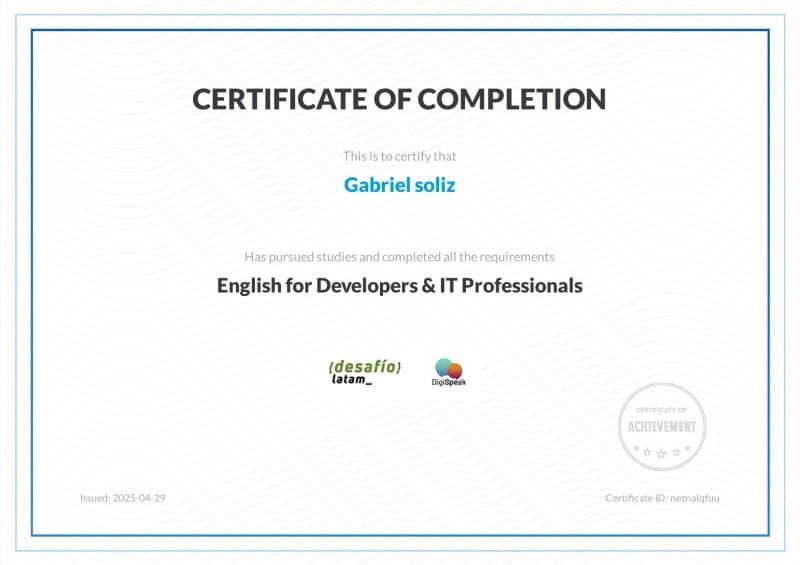 CERTIFICATE OF COMPLETION
This is to certify that
Gabriel soliz
Has pursued studies and completed all the requirements
English for Developers & IT Professionals
{desafío}
latam_
DigiSpeak
CERTIFICATE OF
ACHIEVEMENT
Issued: 2025-04-29
Certificate ID: neznalqfuu